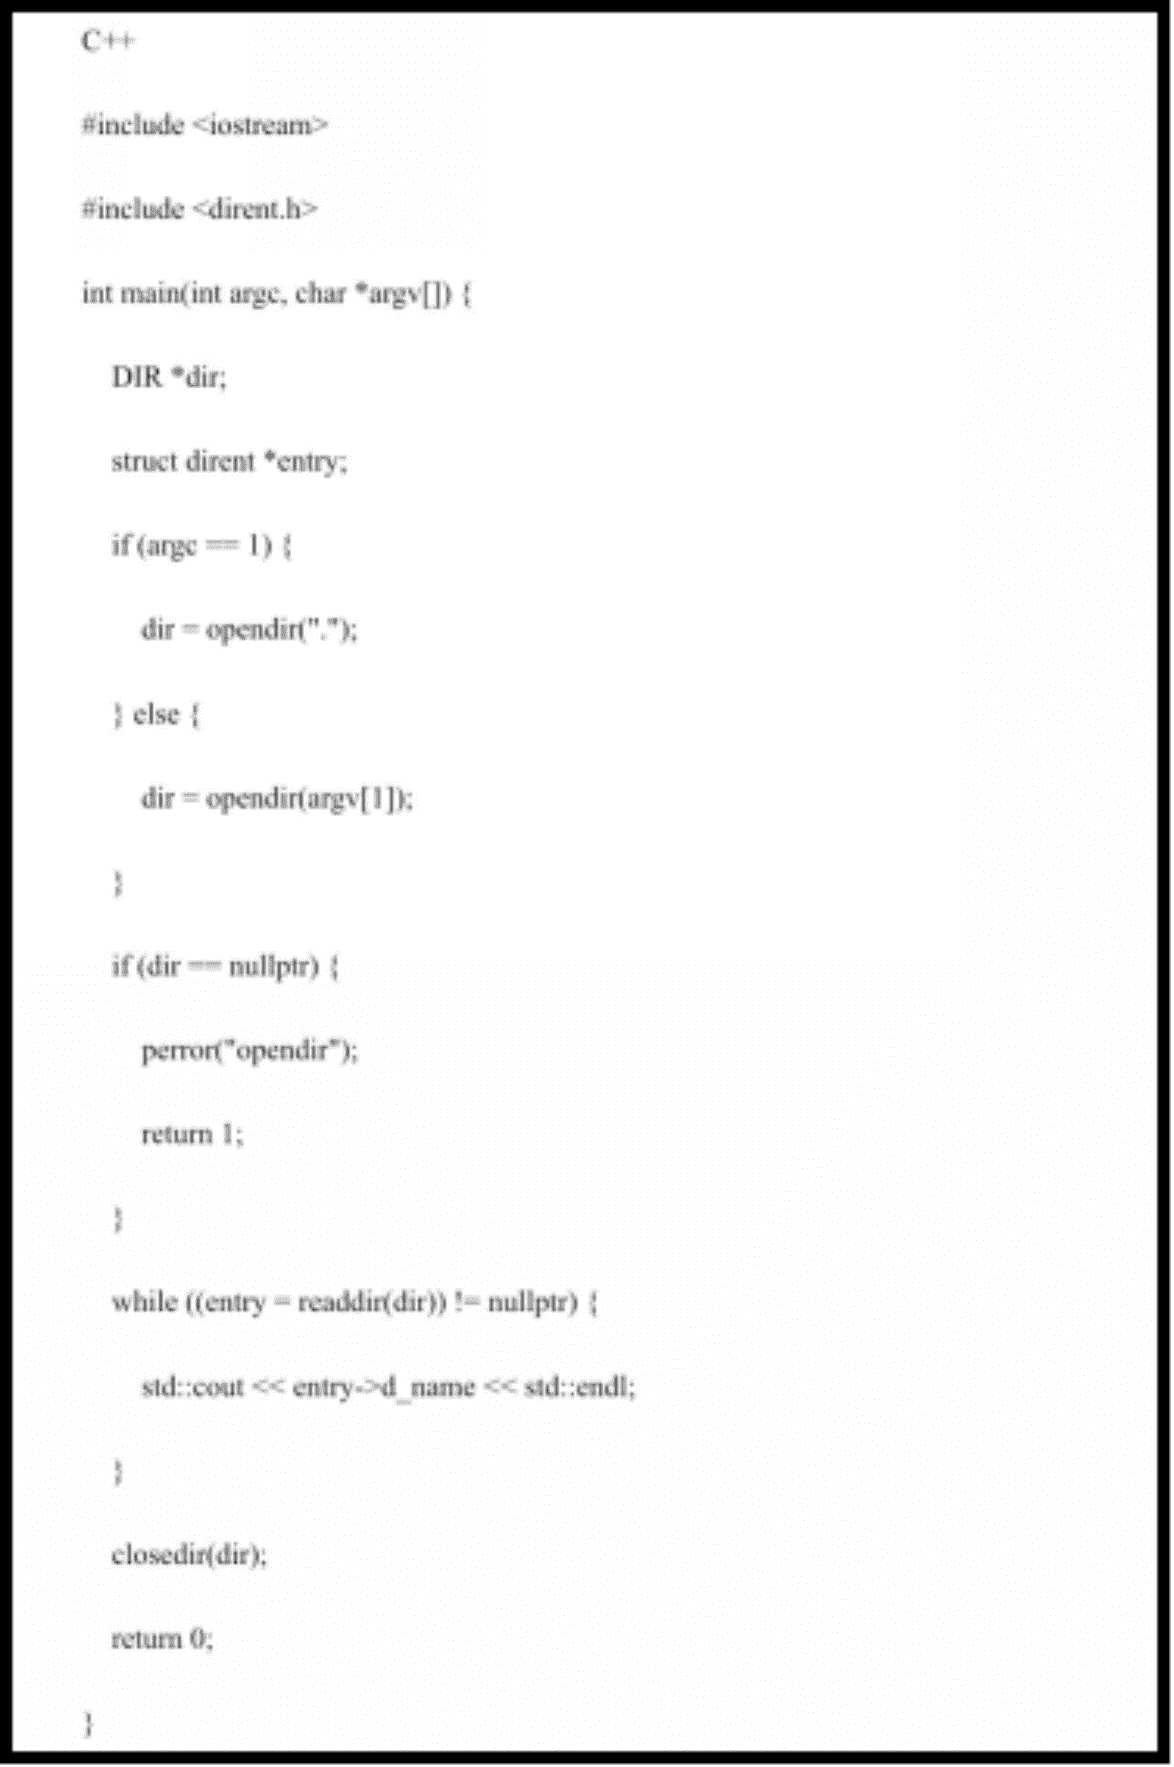 C++
#include <iostream>
#include <dirent.h>
int main(int argc, char *argv[]) {
DIR *dir;
struct dirent *entry;
if (argc == 1) {
dir = opendir(".");
} else {
dir = opendir(argv[1]);
}
if (dir == nullptr) {
perror("opendir");
return 1;
}
while ((entry = readdir(dir)) != nullptr) {
std::cout << entry->d_name << std::endl;
}
closedir(dir);
return 0;
}